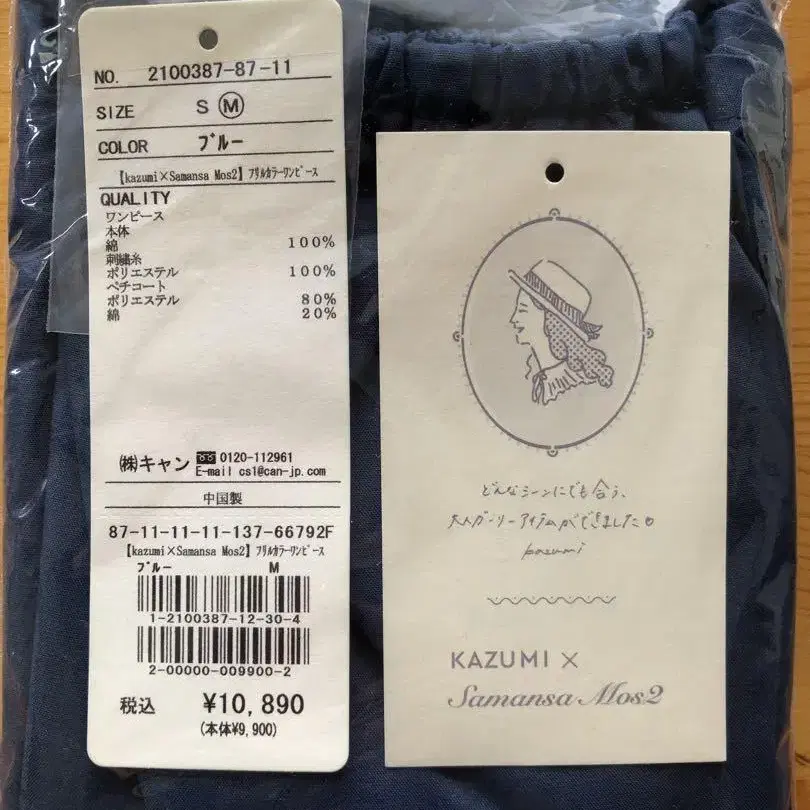 NO. 2100387-87-11
SIZE S Ⓜ
COLOR ブルー
【kazumi×Samansa Mos2】フリルカラーワンピース
QUALITY
ワンピース
本体
綿 100%
刺繍糸
ポリエステル 100%
ペチコート
ポリエステル 80%
綿 20%
㈱キャン 0120-112961
E-mail cs1@can-jp.com
中国製
87-11-11-11-137-66792F
【kazumi×Samansa Mos2】フリルカラーワンピース
ブルー M
1-2100387-12-30-4
2-00000-009900-2
税込 ¥10,890
(本体¥9,900)
どんなシーンにでも合う、
大人ガーリーアイテムができました
kazumi
KAZUMI ×
Samansa Mos2